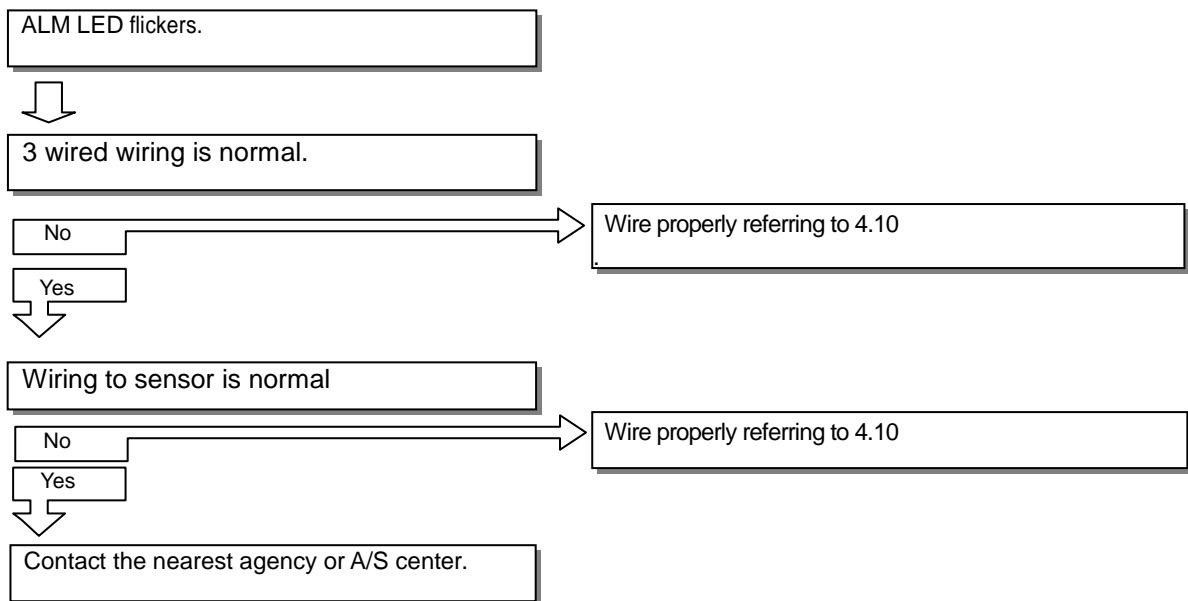 ALM LED flickers.
3 wired wiring is normal.
No
Wire properly referring to 4.10
.
Yes
Wiring to sensor is normal
No
Wire properly referring to 4.10
Yes
Contact the nearest agency or A/S center.